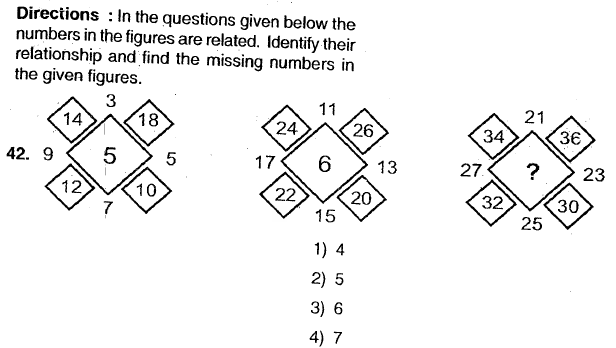 Directions : In the questions given below the
numbers in the figures are related. Identify their
relationship and find the missing numbers in
the given figures.
3
14 18
42. 9 5 5
12 10
7
11
24 26
17 6 13
22 20
15
21
34 36
27 ? 23
32 30
25
1) 4
2) 5
3) 6
4) 7